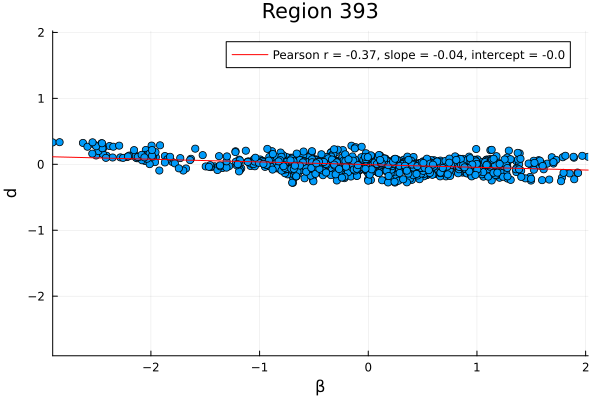 Region 393
Pearson r = -0.37, slope = -0.04, intercept = -0.0
2
1
0
−1
−2
d
−2
−1
0
1
2
β